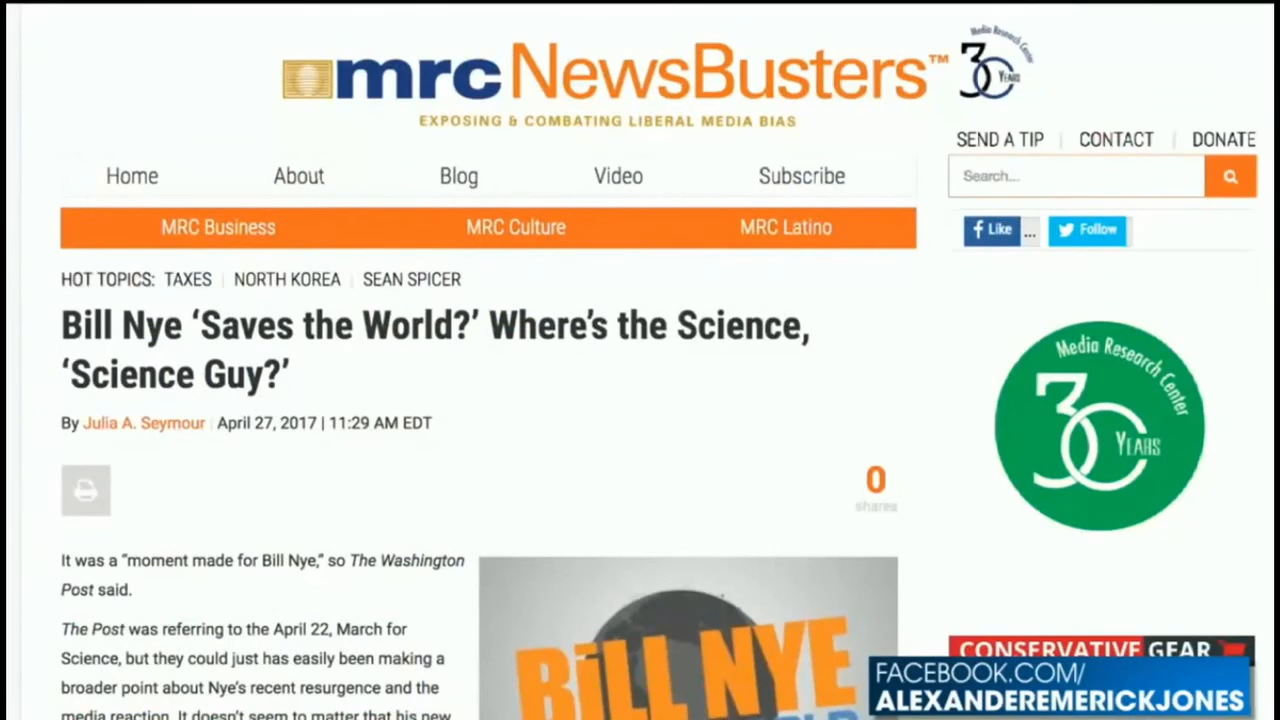 mrc NewsBusters™
Media Research Center
30 YEARS
EXPOSING & COMBATING LIBERAL MEDIA BIAS
SEND A TIP | CONTACT | DONATE
Home About Blog Video Subscribe
Search...
MRC Business MRC Culture MRC Latino
Like ... Follow
HOT TOPICS: TAXES | NORTH KOREA | SEAN SPICER
Bill Nye ‘Saves the World?’ Where’s the Science,
‘Science Guy?’
By Julia A. Seymour | April 27, 2017 | 11:29 AM EDT
Media Research Center
30 YEARS
0
shares
It was a “moment made for Bill Nye,” so The Washington
Post said.
The Post was referring to the April 22, March for
Science, but they could just has easily been making a
broader point about Nye’s recent resurgence and the
media reaction. It doesn’t seem to matter that his new
BILL NYE
CONSERVATIVE GEAR
FACEBOOK.COM/
ALEXANDEREMERICKJONES